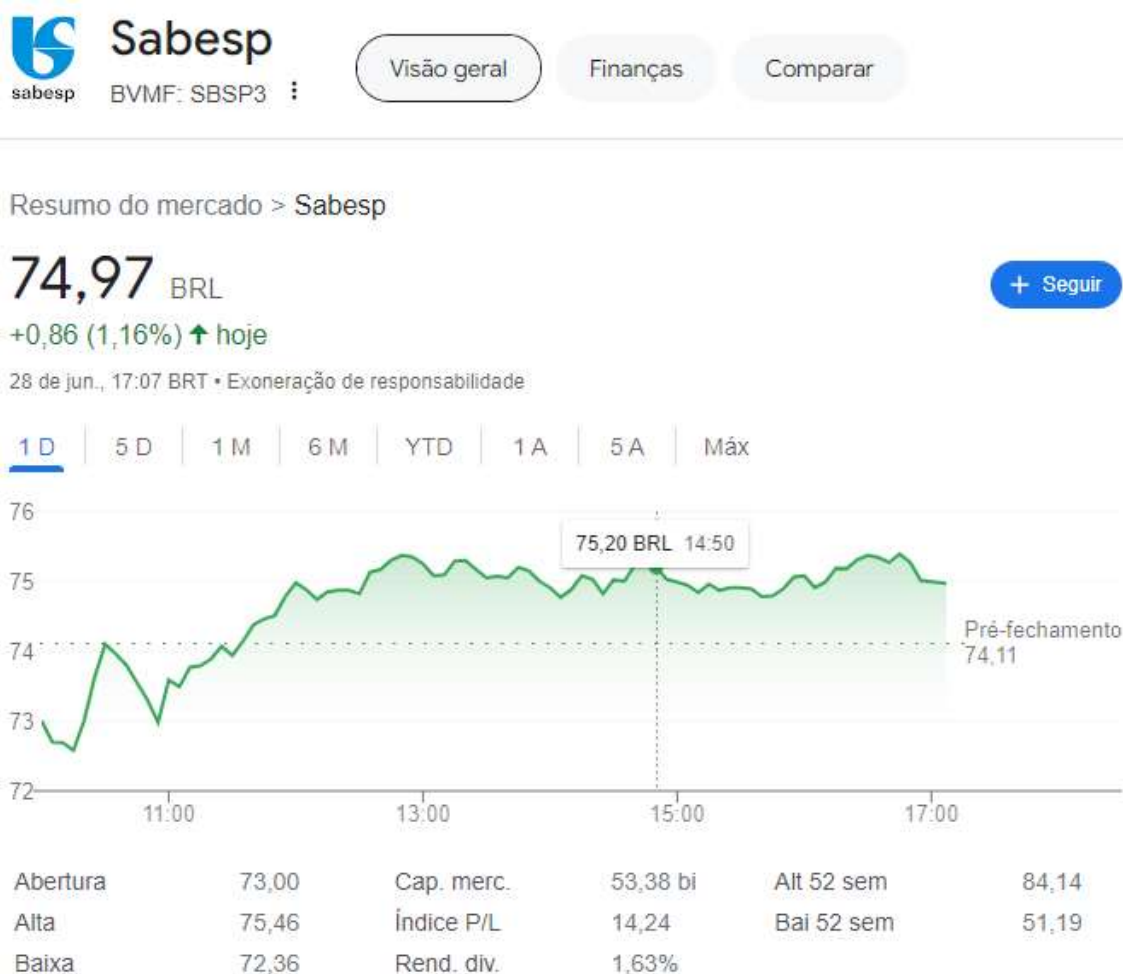 Sabesp
sabesp
BVMF: SBSP3
Visão geral
Finanças
Comparar
Resumo do mercado > Sabesp
74,97 BRL
+0,86 (1,16%) ↑ hoje
28 de jun., 17:07 BRT • Exoneração de responsabilidade
+ Seguir
1 D 5 D 1 M 6 M YTD 1 A 5 A Máx
76
75,20 BRL 14:50
75
Pré-fechamento
74,11
74
73
72
11:00 13:00 15:00 17:00
Abertura 73,00 Cap. merc. 53,38 bi Alt 52 sem 84,14
Alta 75,46 Índice P/L 14,24 Bai 52 sem 51,19
Baixa 72,36 Rend. div. 1,63%